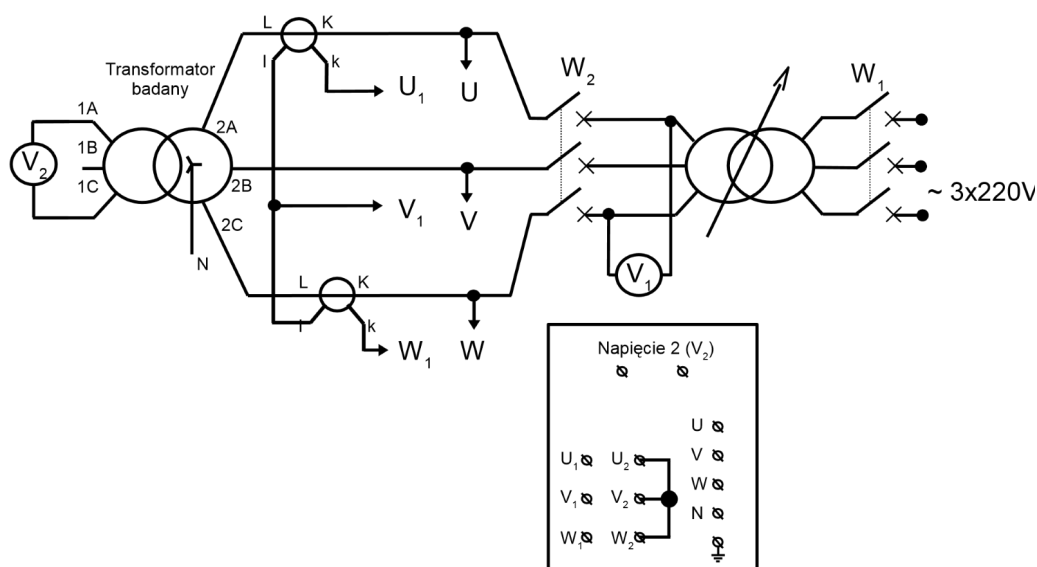 L K
l k
Transformator
badany
U₁ U
W₂ W₁
1A
2A
1B
V₂
1C
2B
~ 3x220V
V₁ V
2C
N
V₁
L K
l k
W₁ W
Napięcie 2 (V₂)
U
V
U₁ U₂
W
V₁ V₂
N
W₁ W₂